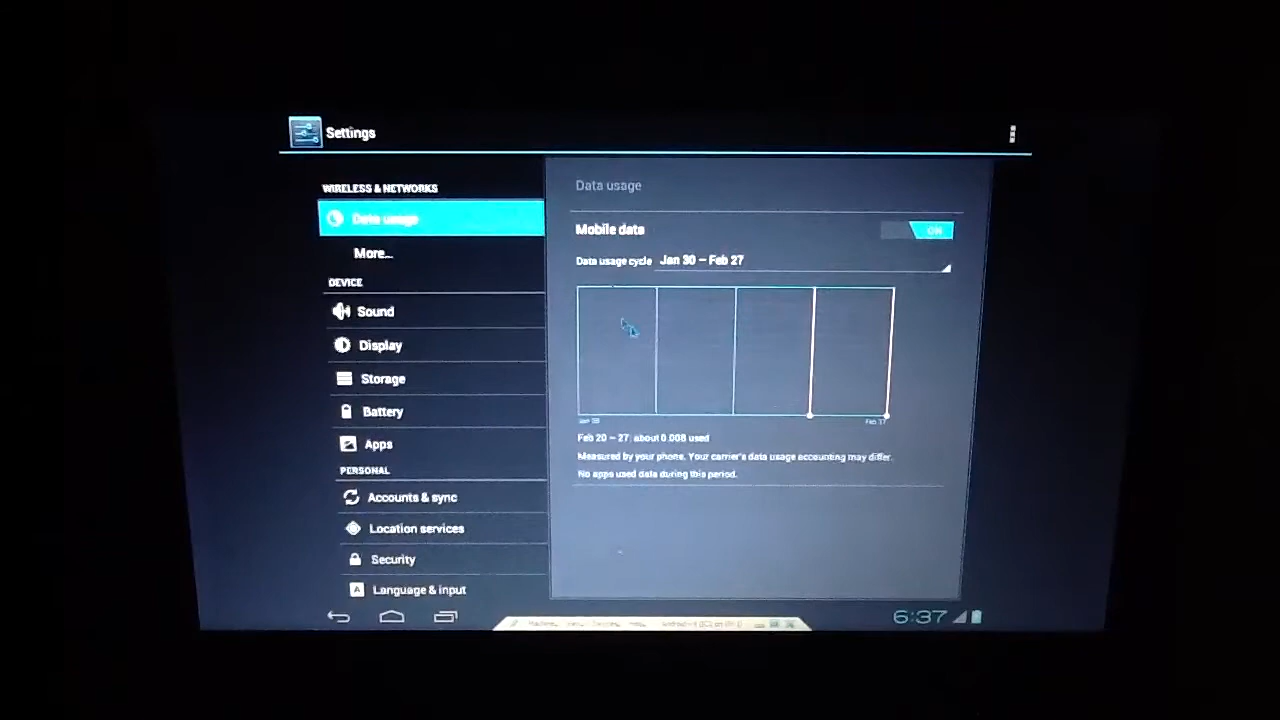 Settings
WIRELESS & NETWORKS
Data usage
More...
DEVICE
Sound
Display
Storage
Battery
Apps
PERSONAL
Accounts & sync
Location services
Security
Language & input
Data usage
Mobile data ON
Data usage cycle Jan 30 – Feb 27
Feb 20 – 27: about 0.00B used
Measured by your phone. Your carrier's data usage accounting may differ.
No apps used data during this period.
6:37